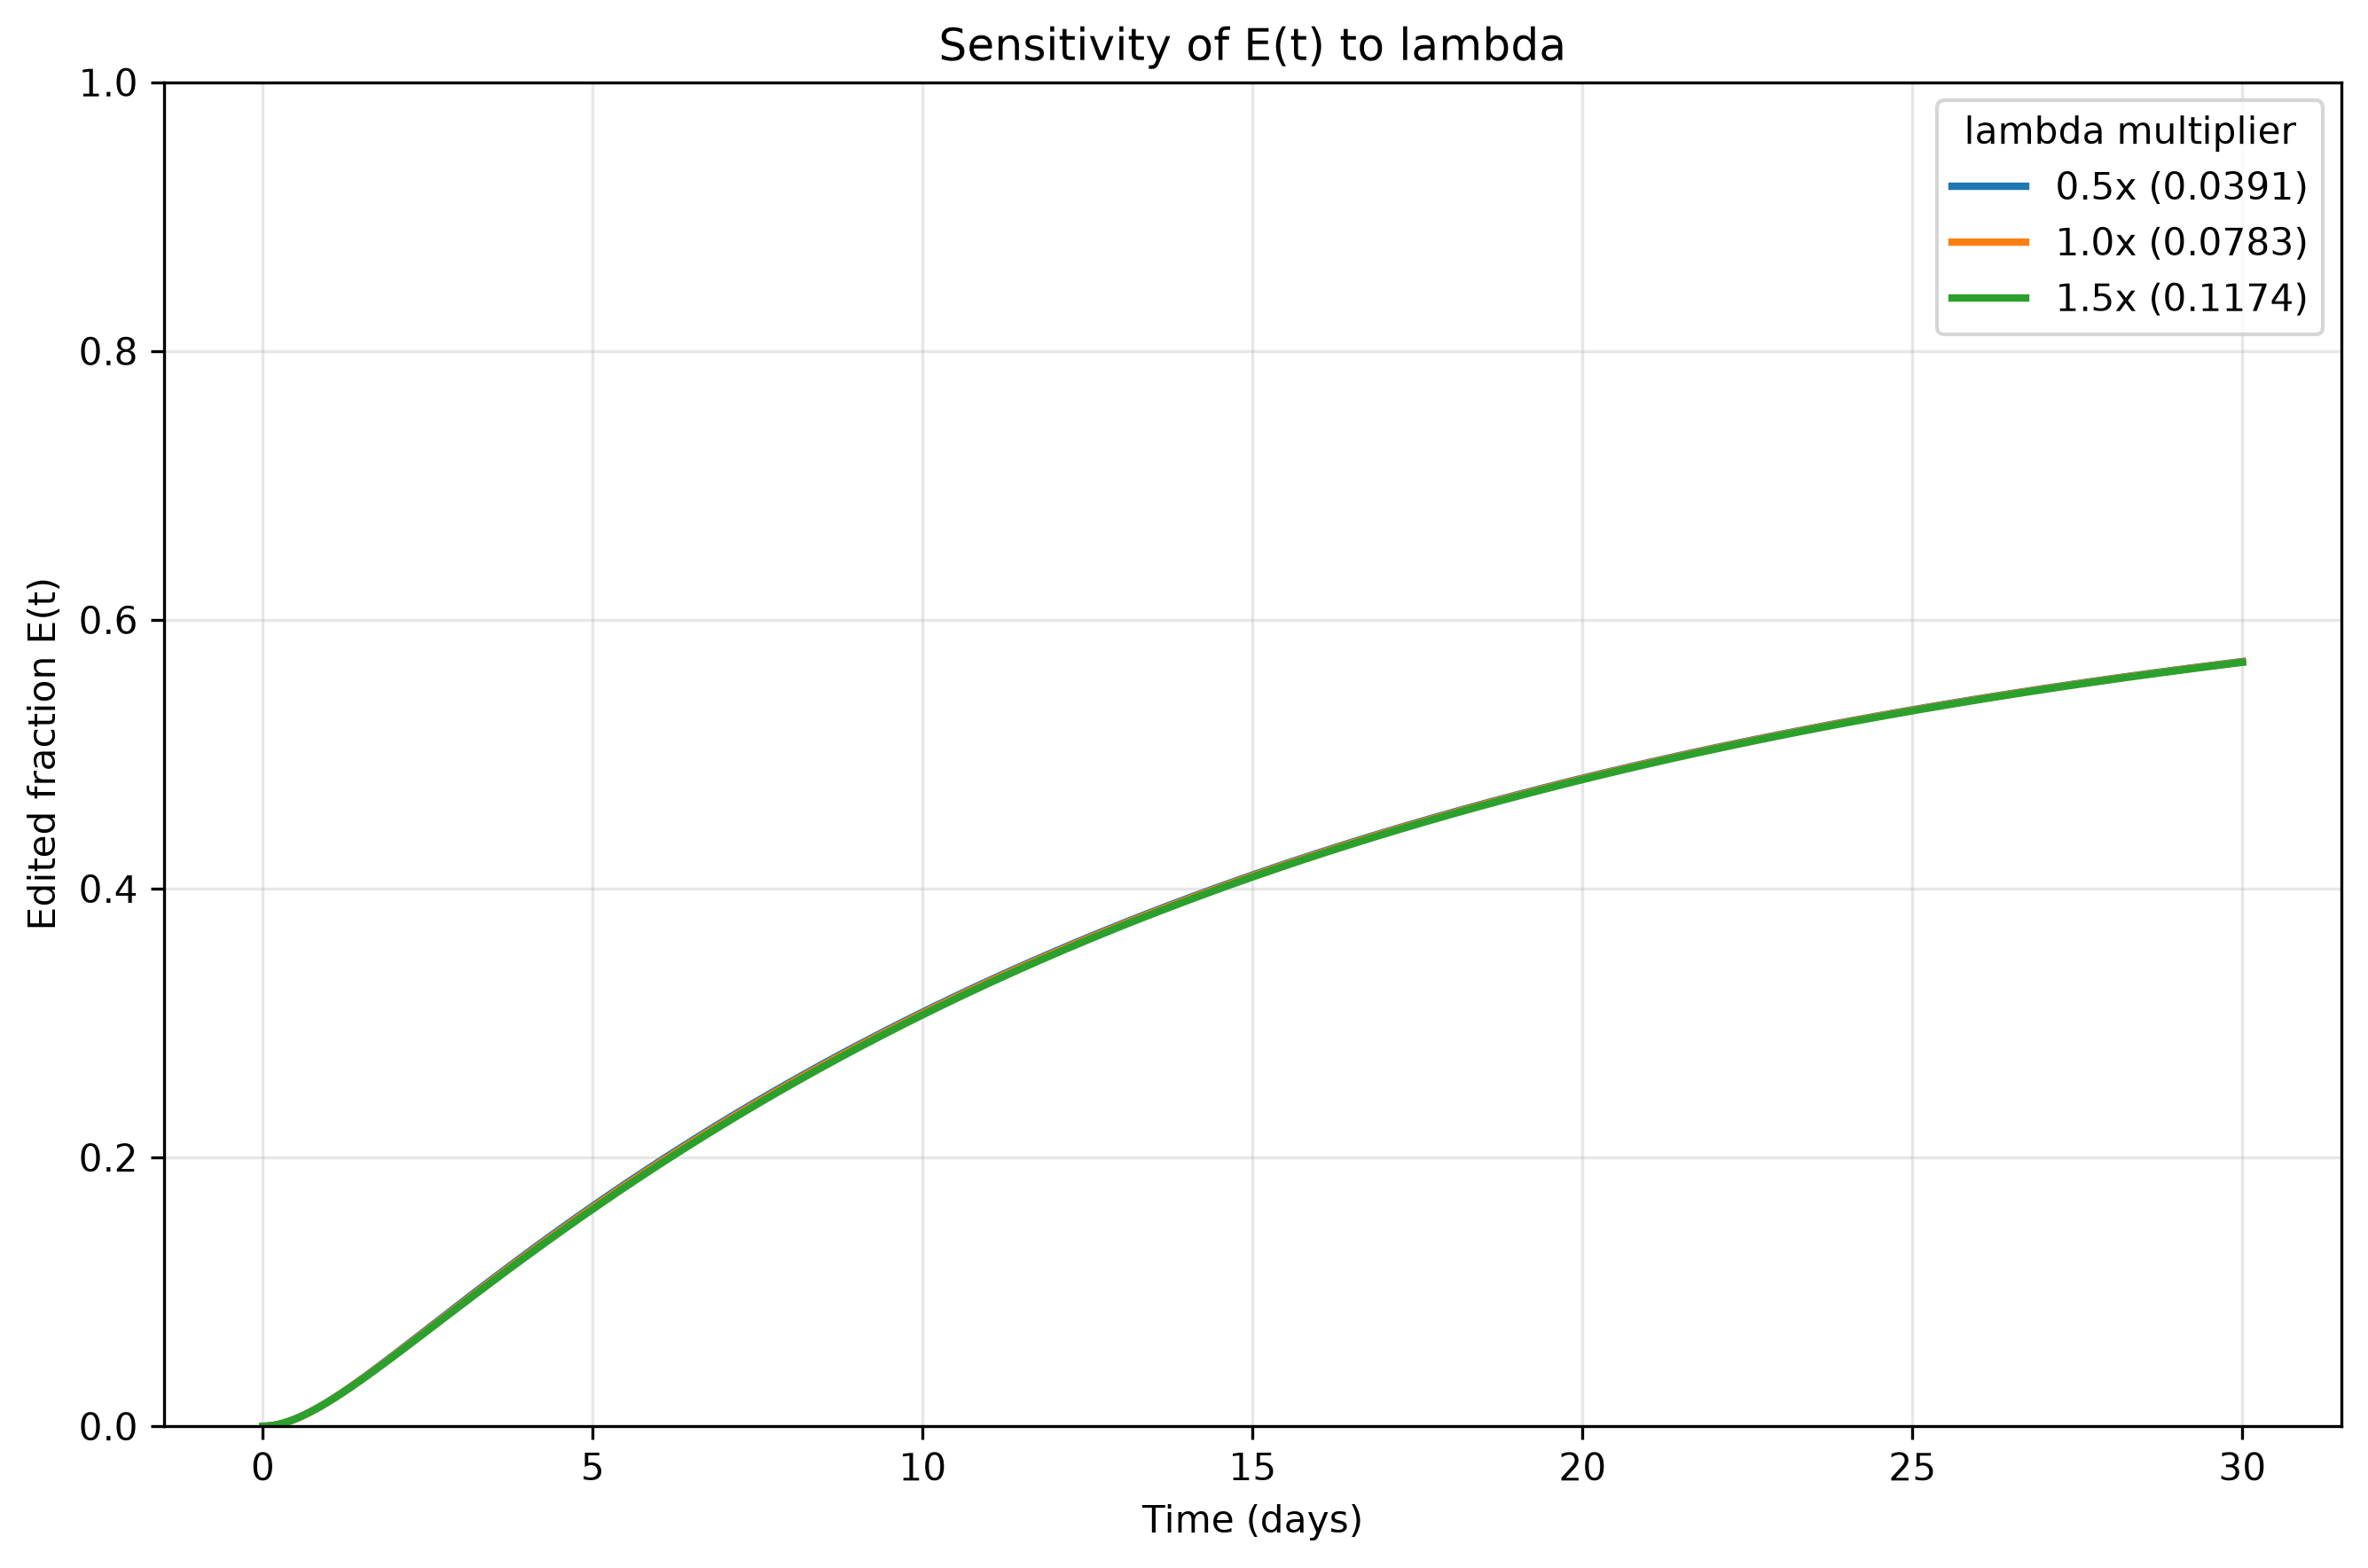 Sensitivity of E(t) to lambda
lambda multiplier
0.5x (0.0391)
1.0x (0.0783)
1.5x (0.1174)
Edited fraction E(t)
1.0
0.8
0.6
0.4
0.2
0.0
0 5 10 15 20 25 30
Time (days)